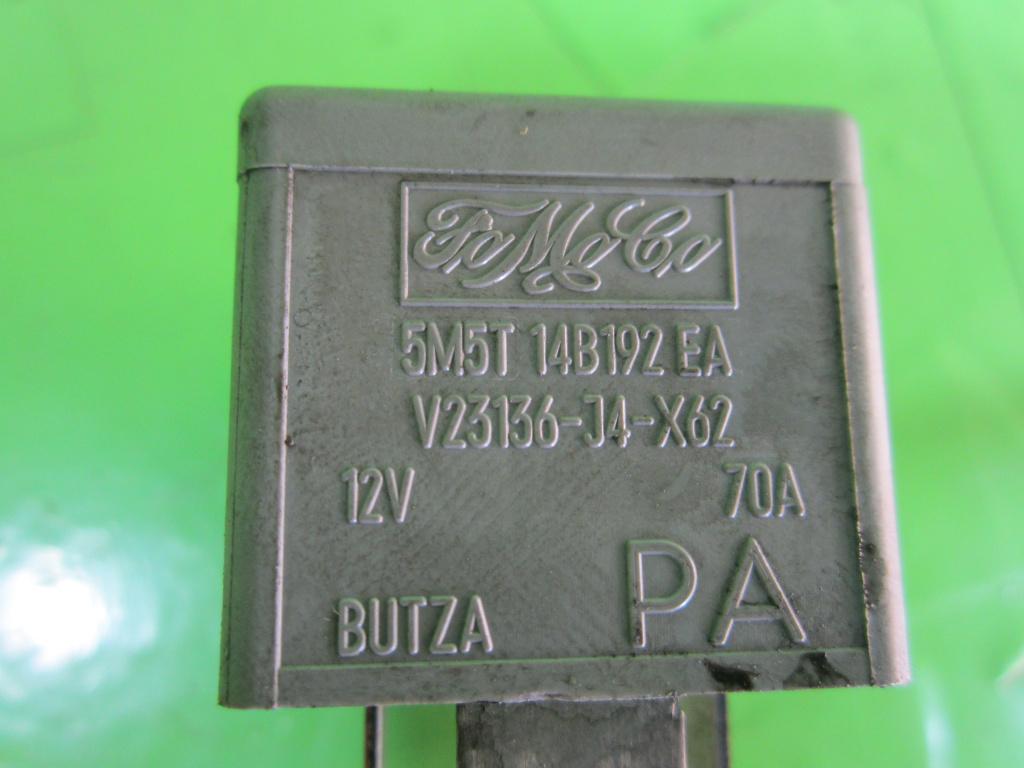 FoMoCo
5M5T 14B192 EA
V23136-J4-X62
12V 70A
BUTZA PA